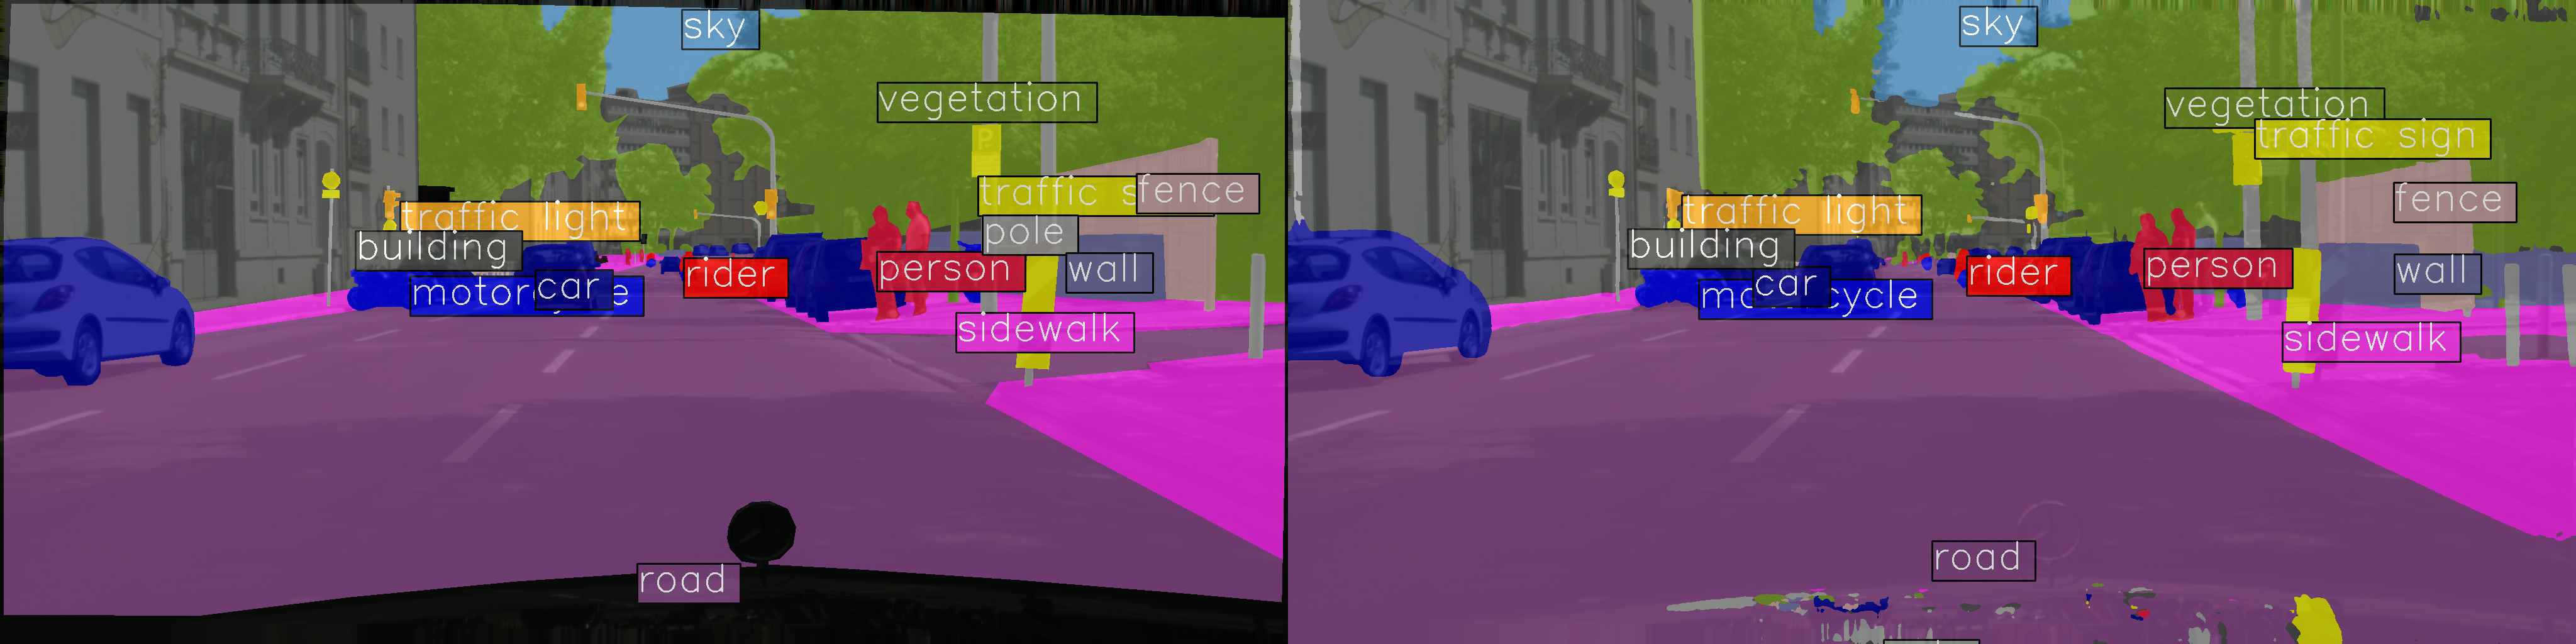 sky
vegetation
P
traffic s
fence
traffic light
pole
building
person
wall
rider
motor
car
e
sidewalk
road
sky
vegetation
traffic sign
fence
traffic light
building
person
rider
wall
car
mo
cycle
sidewalk
road